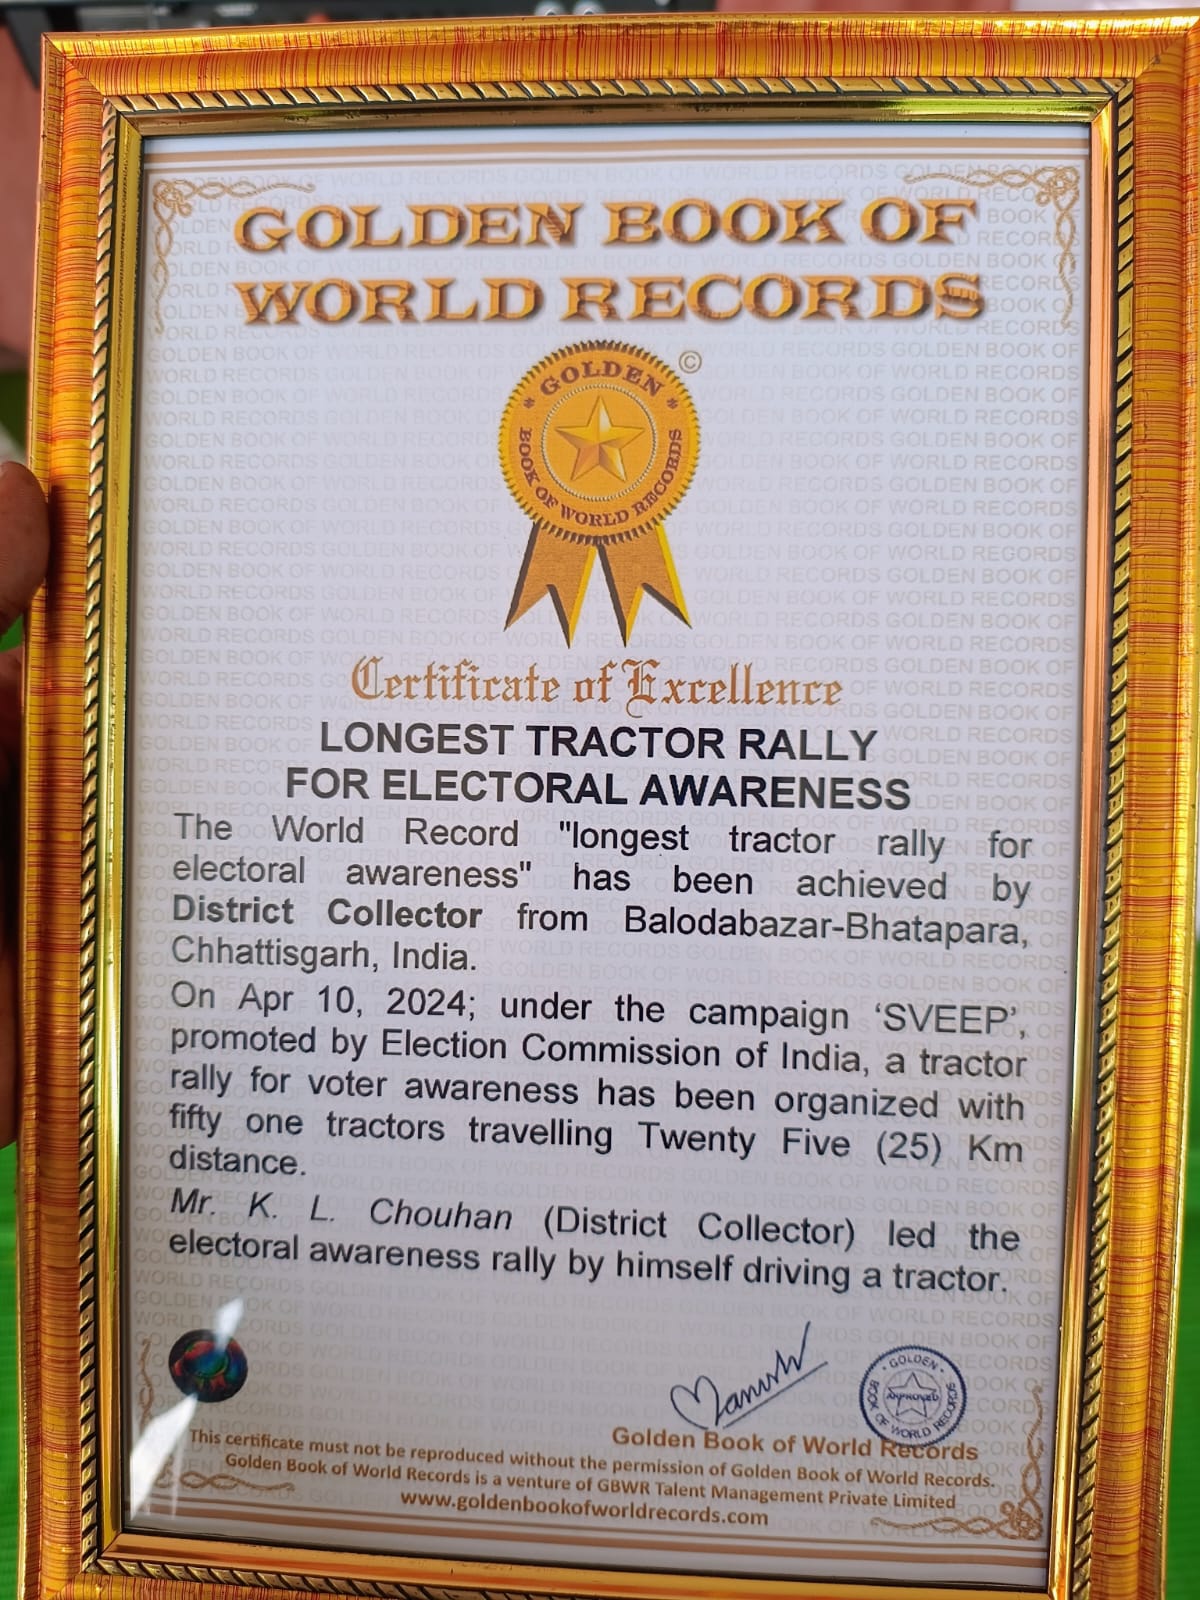 GOLDEN BOOK OF
WORLD RECORDS
©
GOLDEN
BOOK OF WORLD RECORDS
Certificate of Excellence
LONGEST TRACTOR RALLY
FOR ELECTORAL AWARENESS
The World Record "longest tractor rally for
electoral awareness" has been achieved by
District Collector from Balodabazar-Bhatapara,
Chhattisgarh, India.
On Apr 10, 2024; under the campaign ‘SVEEP’,
promoted by Election Commission of India, a tractor
rally for voter awareness has been organized with
fifty one tractors travelling Twenty Five (25) Km
distance.
Mr. K. L. Chouhan (District Collector) led the
electoral awareness rally by himself driving a tractor.
GOLDEN
APPROVED
BOOK OF WORLD RECORDS
Golden Book of World Records
This certificate must not be reproduced without the permission of Golden Book of World Records.
Golden Book of World Records is a venture of GBWR Talent Management Private Limited
www.goldenbookofworldrecords.com